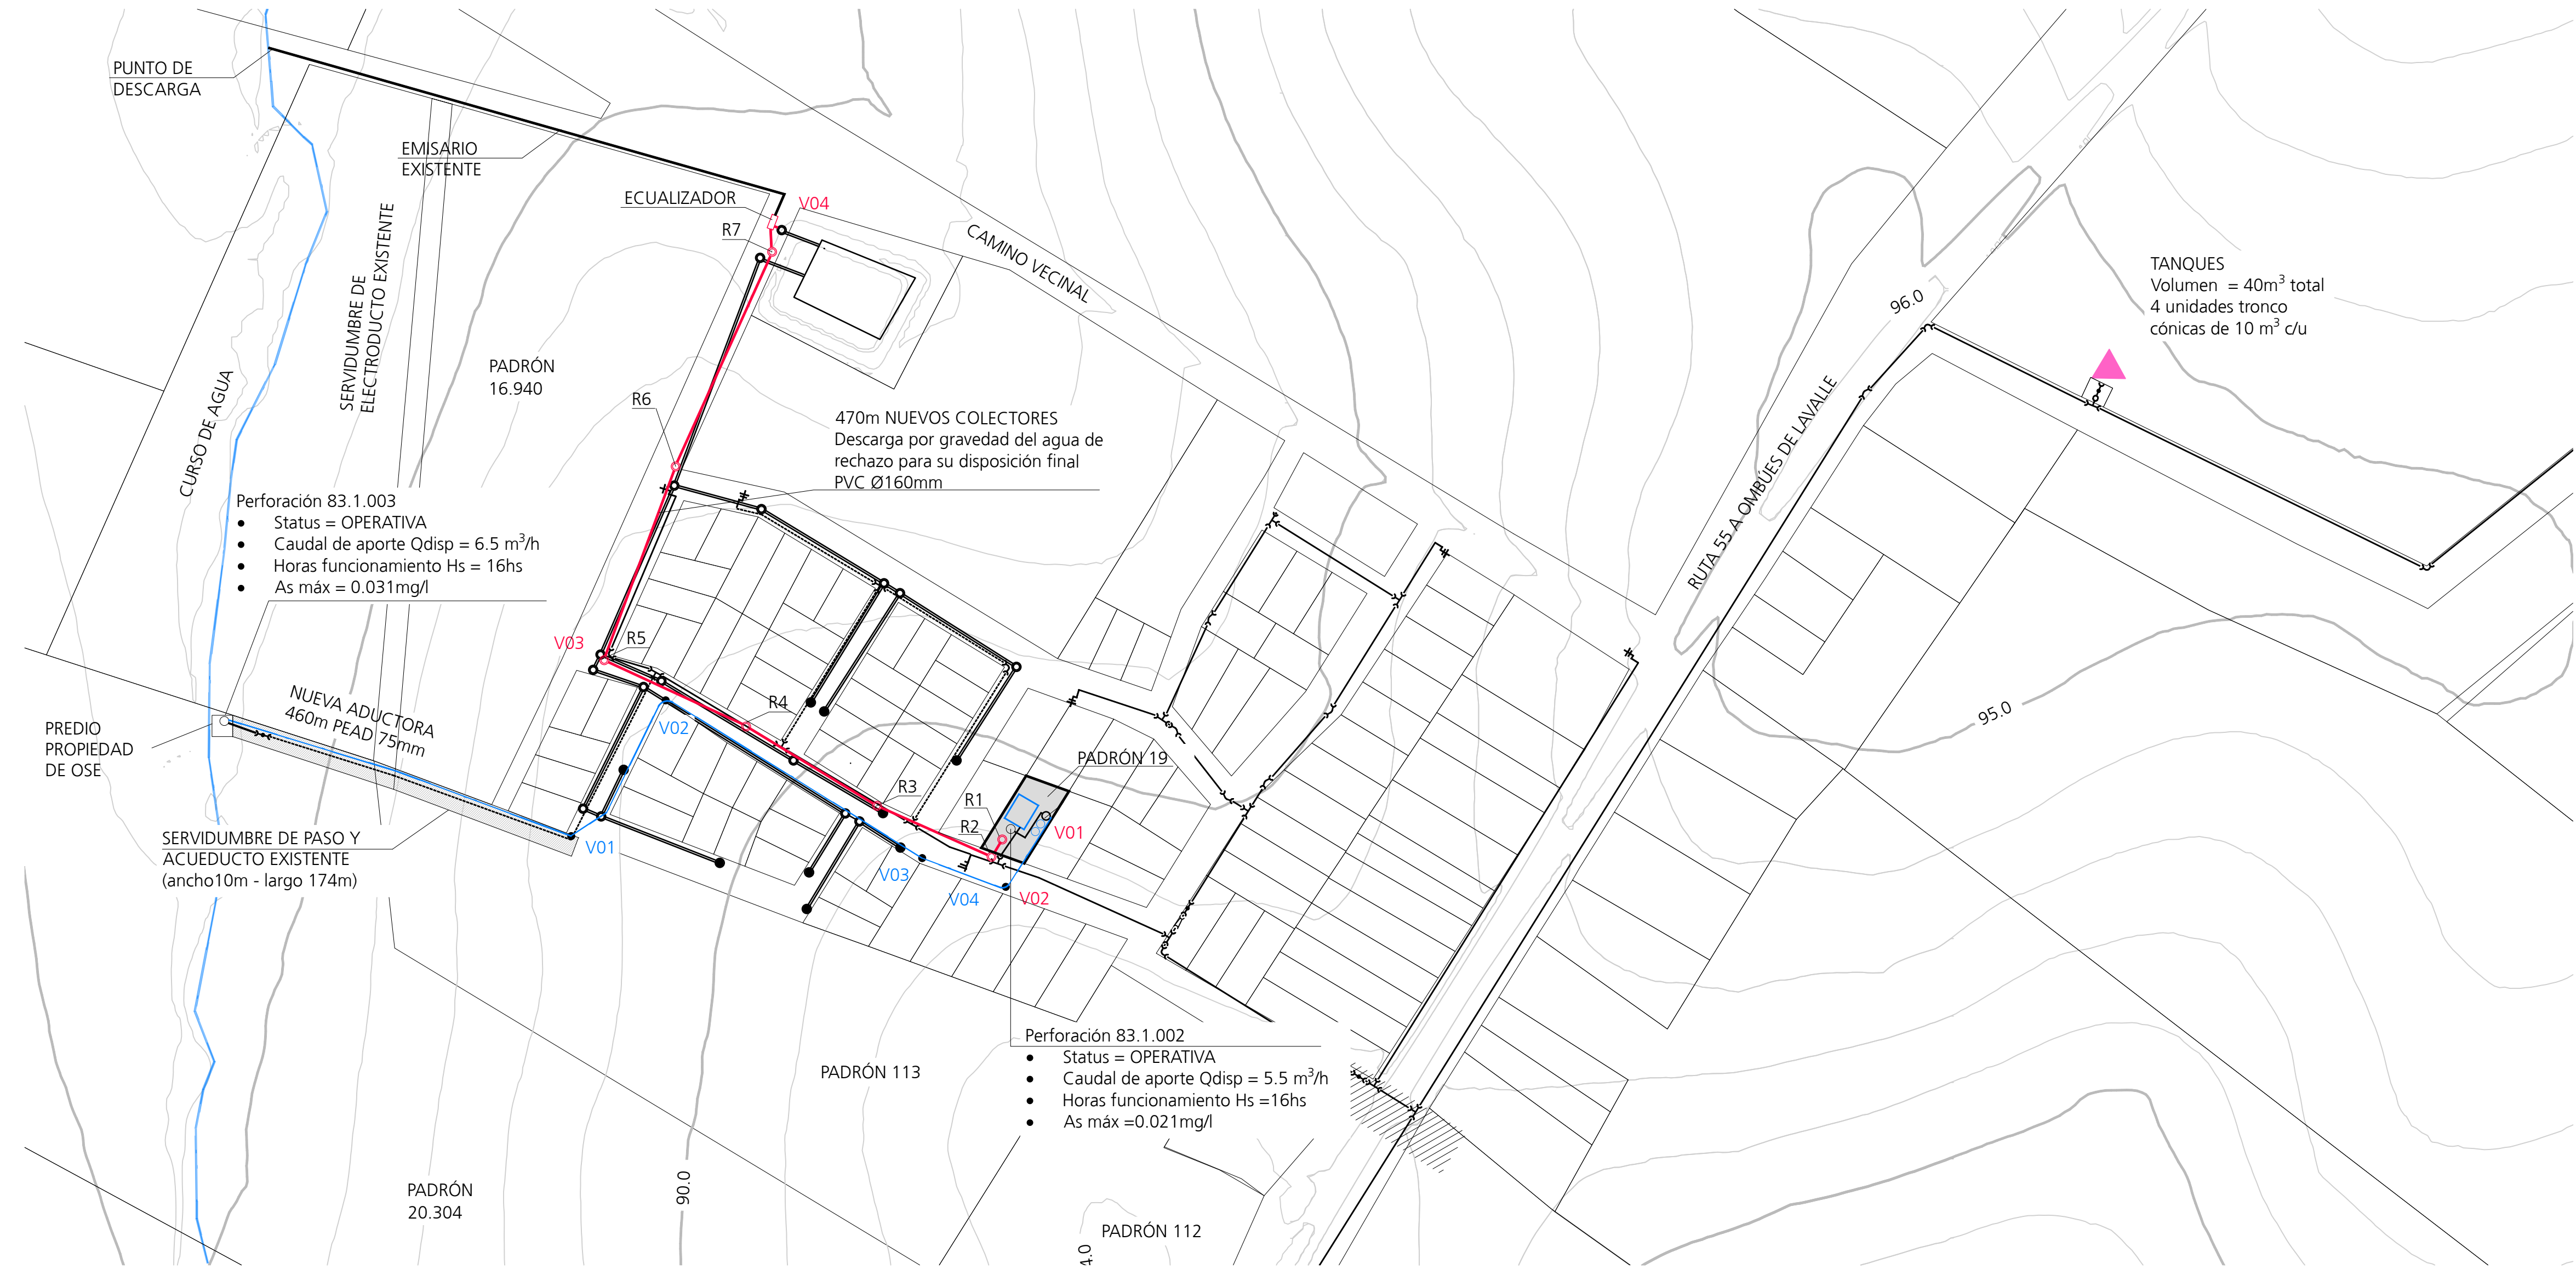 PUNTO DE
DESCARGA
EMISARIO
EXISTENTE
ECUALIZADOR
V04
R7
CAMINO VECINAL
SERVIDUMBRE DE
ELECTRODUCTO EXISTENTE
CURSO DE AGUA
PADRÓN
16.940
R6
470m NUEVOS COLECTORES
Descarga por gravedad del agua de
rechazo para su disposición final
PVC Ø160mm
TANQUES
Volumen = 40m³ total
4 unidades tronco
cónicas de 10 m³ c/u
96.0
RUTA 55 A OMBÚES DE LAVALLE
95.0
Perforación 83.1.003
• Status = OPERATIVA
• Caudal de aporte Qdisp = 6.5 m³/h
• Horas funcionamiento Hs = 16hs
• As máx = 0.031mg/l
V03
R5
R4
R3
NUEVA ADUCTORA
460m PEAD 75mm
V02
PREDIO
PROPIEDAD
DE OSE
PADRÓN 19
R1
R2
V01
SERVIDUMBRE DE PASO Y
ACUEDUCTO EXISTENTE
(ancho10m - largo 174m)
V01
V03
V04
V02
Perforación 83.1.002
• Status = OPERATIVA
• Caudal de aporte Qdisp = 5.5 m³/h
• Horas funcionamiento Hs =16hs
• As máx =0.021mg/l
PADRÓN 113
PADRÓN
20.304
90.0
PADRÓN 112
4.0